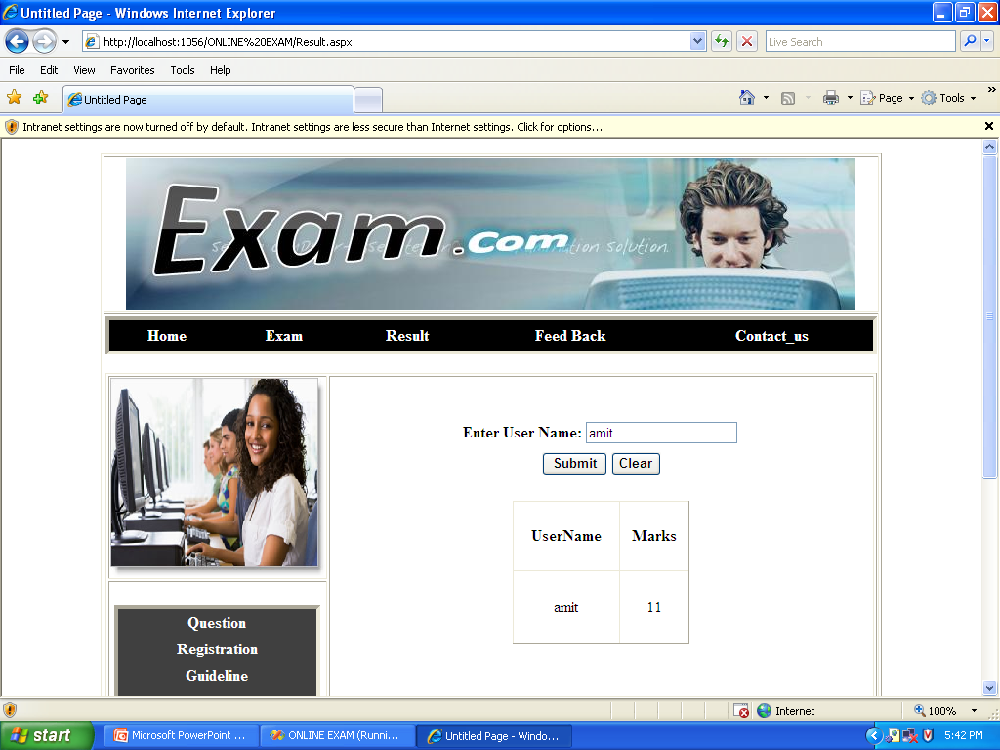 Untitled Page - Windows Internet Explorer
http://localhost:1056/ONLINE%20EXAM/Result.aspx
Live Search
File Edit View Favorites Tools Help
Untitled Page
Page Tools
Intranet settings are now turned off by default. Intranet settings are less secure than Internet settings. Click for options...
Exam.com
solution.
Home Exam Result Feed Back Contact_us
Enter User Name: amit
Submit Clear
UserName Marks
amit 11
Question
Registration
Guideline
Internet 100%
start Microsoft PowerPoint ... ONLINE EXAM (Runni... Untitled Page - Windo... 5:42 PM